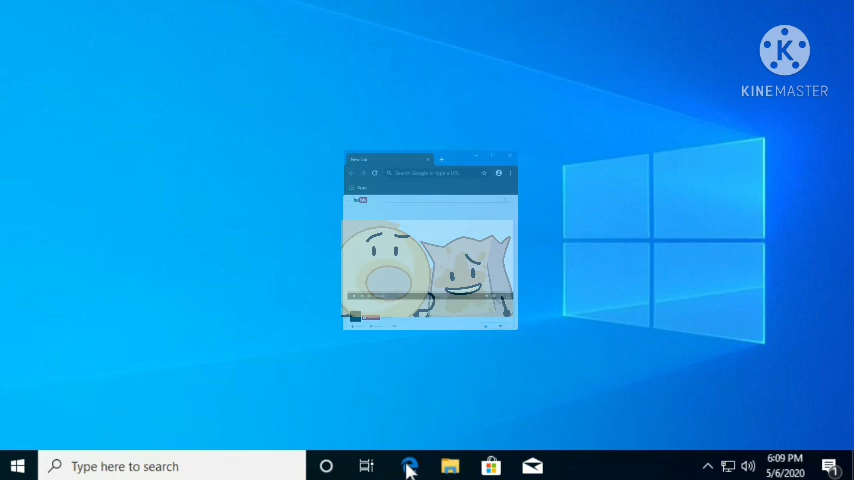 KINEMASTER
New Tab
Search Google or type a URL
Apps
Type here to search
6:09 PM
5/6/2020
1